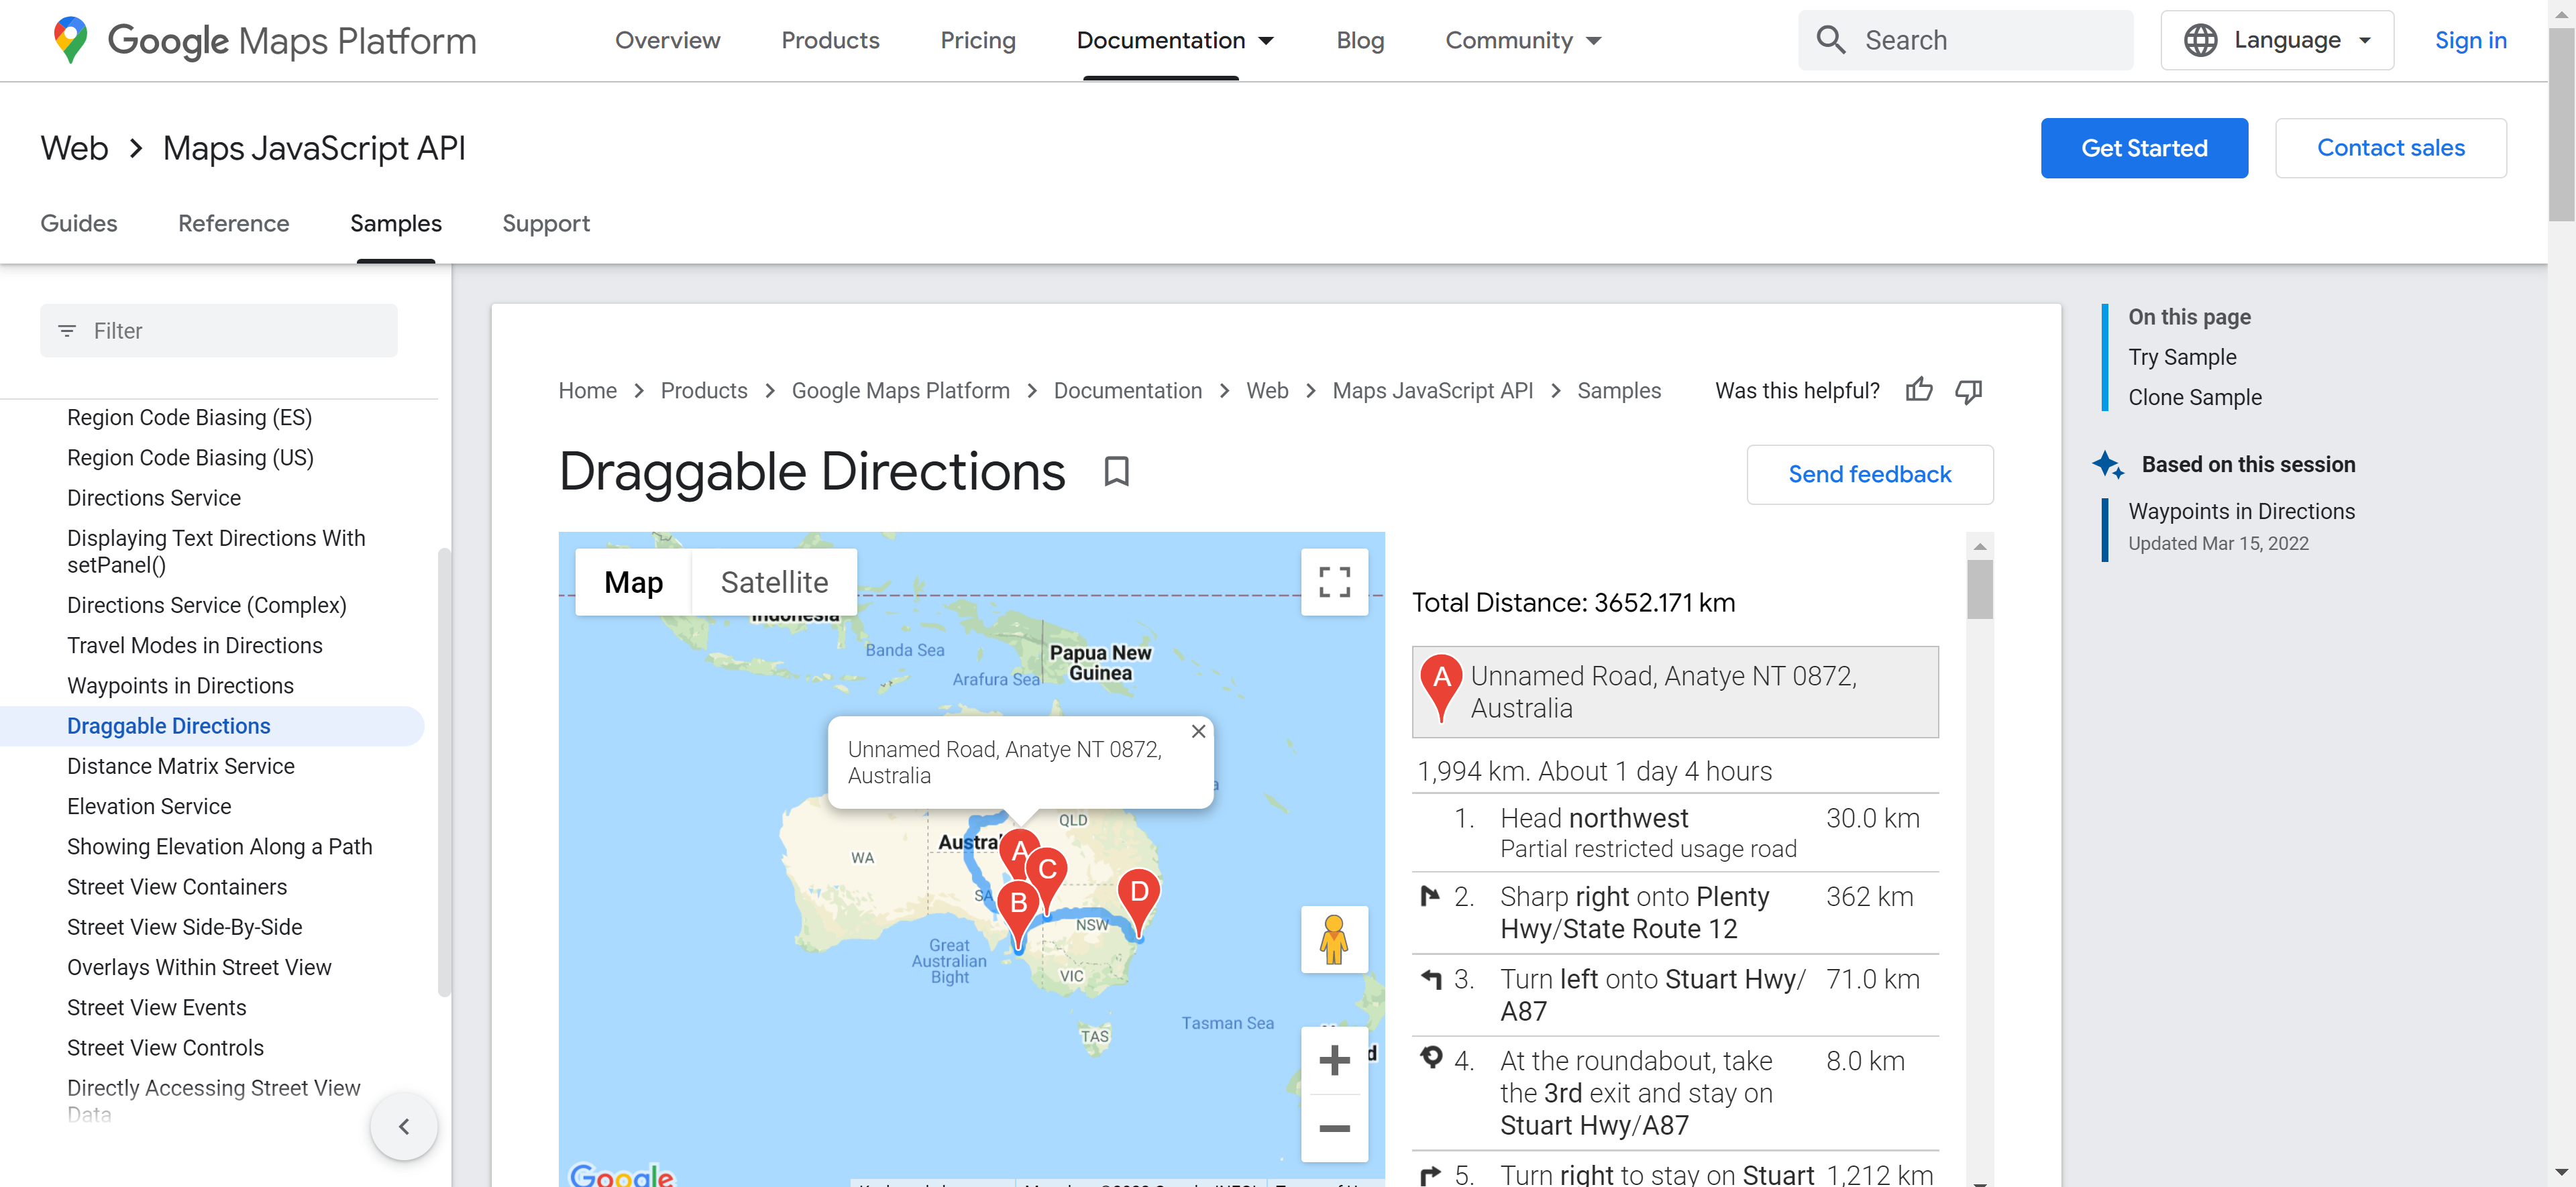 Google Maps Platform
Overview
Products
Pricing
Documentation
Blog
Community
Search
Language
Sign in
Web
Maps JavaScript API
Get Started
Contact sales
Guides
Reference
Samples
Support
Filter
Region Code Biasing (ES)
Region Code Biasing (US)
Directions Service
Displaying Text Directions With
setPanel()
Directions Service (Complex)
Travel Modes in Directions
Waypoints in Directions
Draggable Directions
Distance Matrix Service
Elevation Service
Showing Elevation Along a Path
Street View Containers
Street View Side-By-Side
Overlays Within Street View
Street View Events
Street View Controls
Directly Accessing Street View
Data
Home
Products
Google Maps Platform
Documentation
Web
Maps JavaScript API
Samples
Was this helpful?
Draggable Directions
Send feedback
Map
Satellite
Indonesia
Banda Sea
Papua New
Guinea
Arafura Sea
Unnamed Road, Anatye NT 0872,
Australia
QLD
WA
Austra
SA
A
C
B
D
NSW
Great
Australian
Bight
VIC
Tasman Sea
TAS
d
Google
Total Distance: 3652.171 km
A
Unnamed Road, Anatye NT 0872,
Australia
1,994 km. About 1 day 4 hours
1. Head northwest 30.0 km
Partial restricted usage road
2. Sharp right onto Plenty 362 km
Hwy/State Route 12
3. Turn left onto Stuart Hwy/ 71.0 km
A87
4. At the roundabout, take 8.0 km
the 3rd exit and stay on
Stuart Hwy/A87
5. Turn right to stay on Stuart 1,212 km
On this page
Try Sample
Clone Sample
Based on this session
Waypoints in Directions
Updated Mar 15, 2022